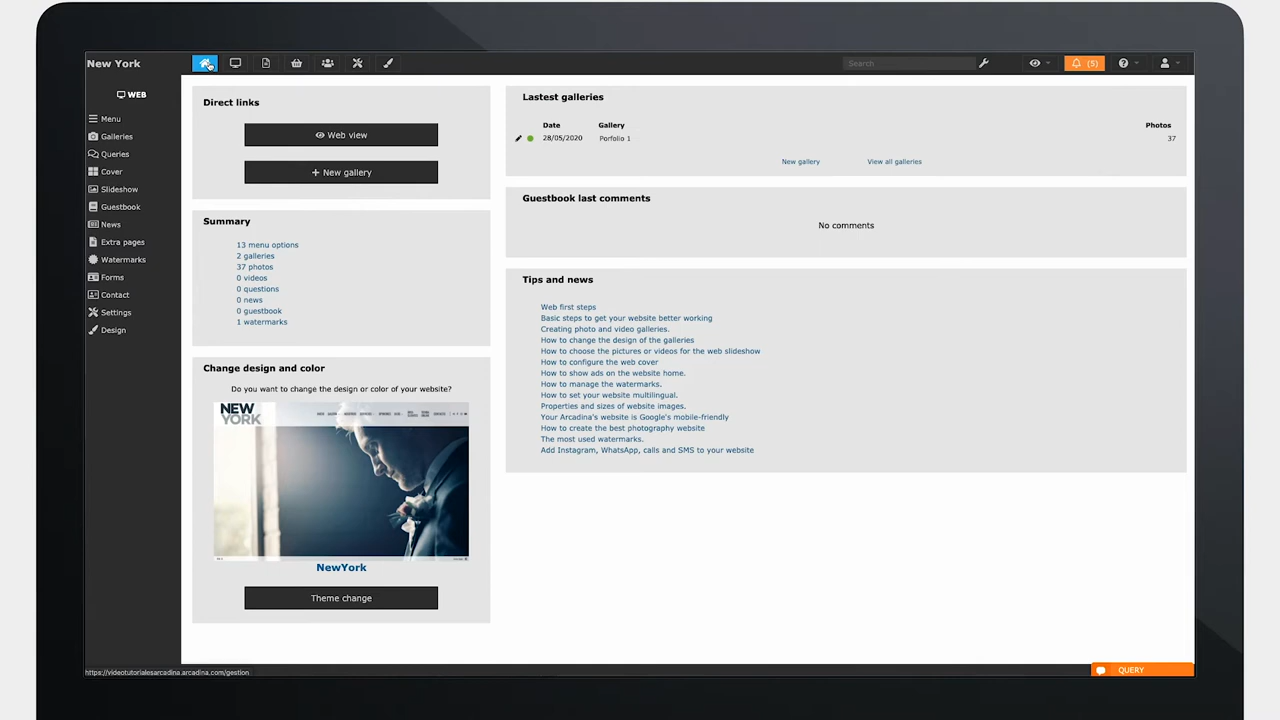 New York
Search
(5)
WEB
Menu
Galleries
Queries
Cover
Slideshow
Guestbook
News
Extra pages
Watermarks
Forms
Contact
Settings
Design
Direct links
Web view
New gallery
Summary
13 menu options
2 galleries
37 photos
0 videos
0 questions
0 news
0 guestbook
1 watermarks
Change design and color
Do you want to change the design or color of your website?
NEW
YORK
NewYork
Theme change
Lastest galleries
Date Gallery Photos
28/05/2020 Porfolio 1 37
New gallery View all galleries
Guestbook last comments
No comments
Tips and news
Web first steps
Basic steps to get your website better working
Creating photo and video galleries.
How to change the design of the galleries
How to choose the pictures or videos for the web slideshow
How to configure the web cover
How to show ads on the website home.
How to manage the watermarks.
How to set your website multilingual.
Properties and sizes of website images.
Your Arcadina's website is Google's mobile-friendly
How to create the best photography website
The most used watermarks.
Add Instagram, WhatsApp, calls and SMS to your website
https://videotutorialesarcadina.arcadina.com/gestion
QUERY